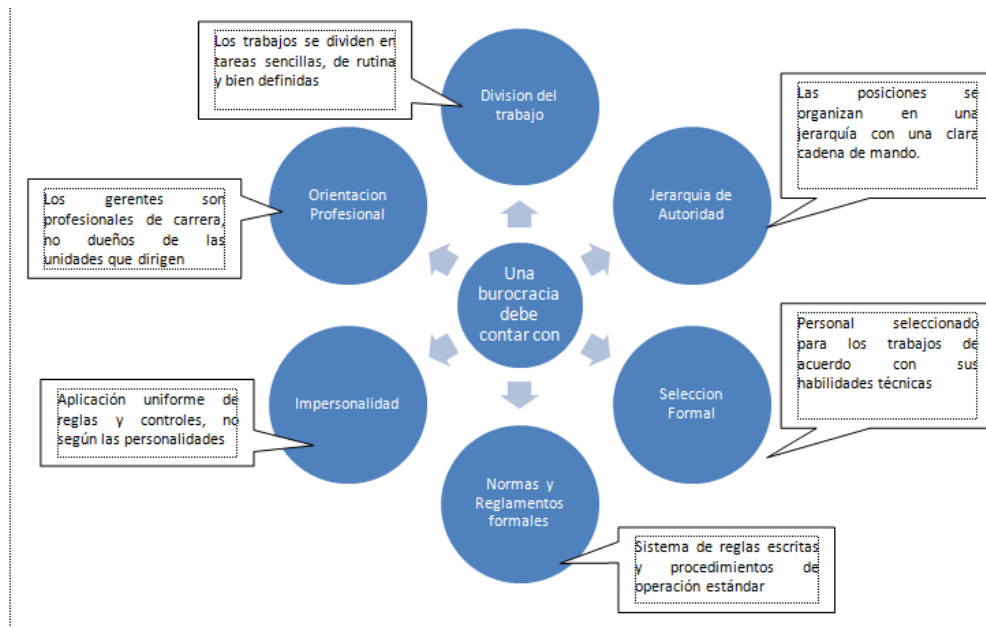 Los trabajos se dividen en
tareas sencillas, de rutina
y bien definidas
Division del
trabajo
Las posiciones se
organizan en una
jerarquía con una clara
cadena de mando.
Jerarquia de
Autoridad
Orientacion
Profesional
Los gerentes son
profesionales de carrera,
no dueños de las
unidades que dirigen
Una
burocracia
debe
contar con
Personal seleccionado
para los trabajos de
acuerdo con sus
habilidades técnicas
Seleccion
Formal
Impersonalidad
Aplicación uniforme de
reglas y controles, no
según las personalidades
Normas y
Reglamentos
formales
Sistema de reglas escritas
y procedimientos de
operación estándar